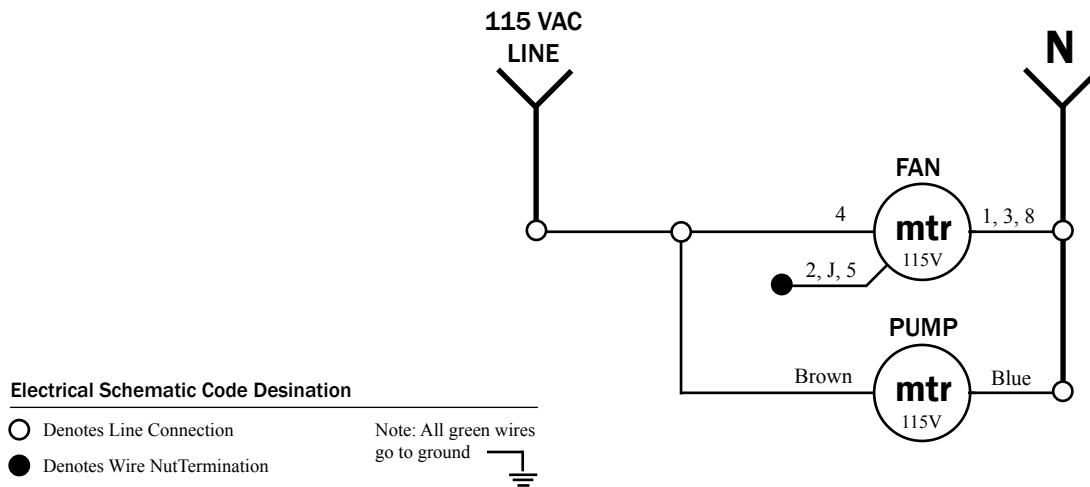 115 VAC
LINE
N
FAN
4
mtr
115V
1, 3, 8
2, J, 5
PUMP
Brown
mtr
115V
Blue
Electrical Schematic Code Desination
Denotes Line Connection
Denotes Wire NutTermination
Note: All green wires
go to ground